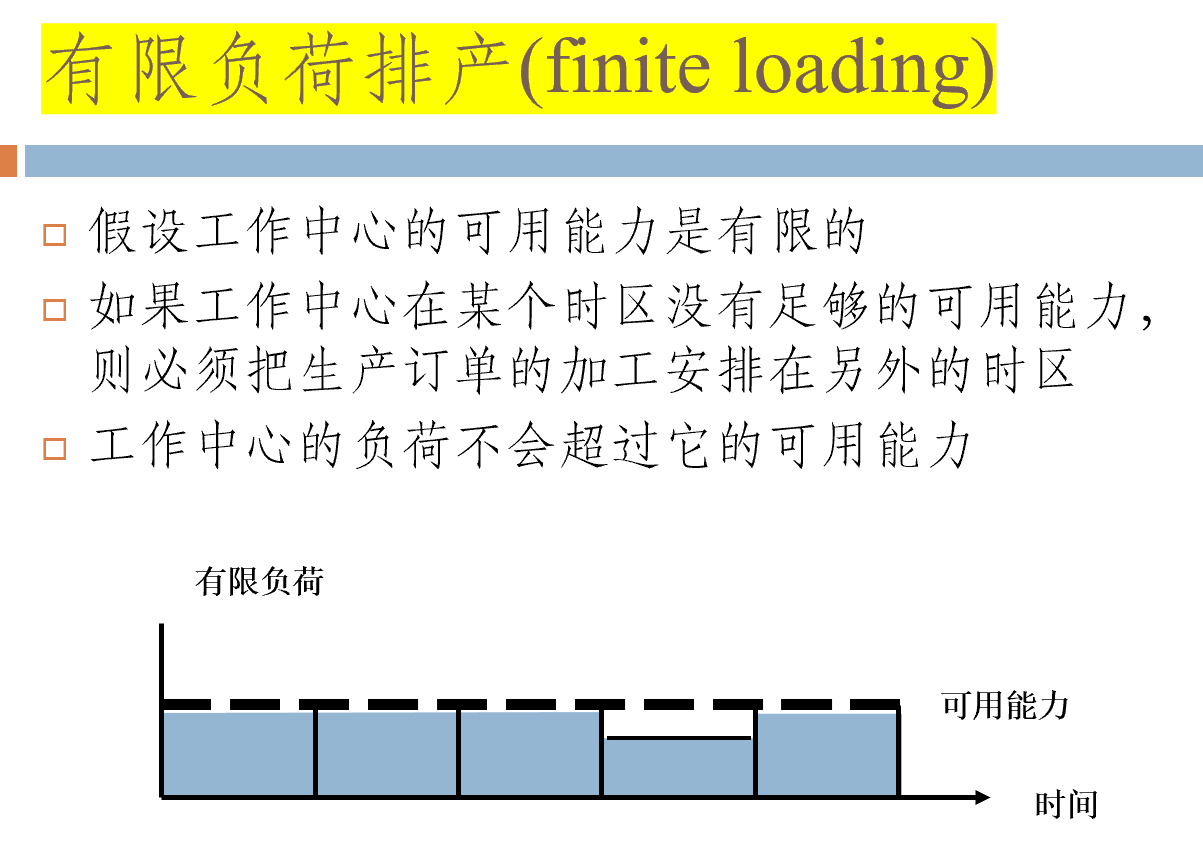 有限负荷排产(finite loading)
假设工作中心的可用能力是有限的
如果工作中心在某个时区没有足够的可用能力，
则必须把生产订单的加工安排在另外的时区
工作中心的负荷不会超过它的可用能力
有限负荷
可用能力
时间